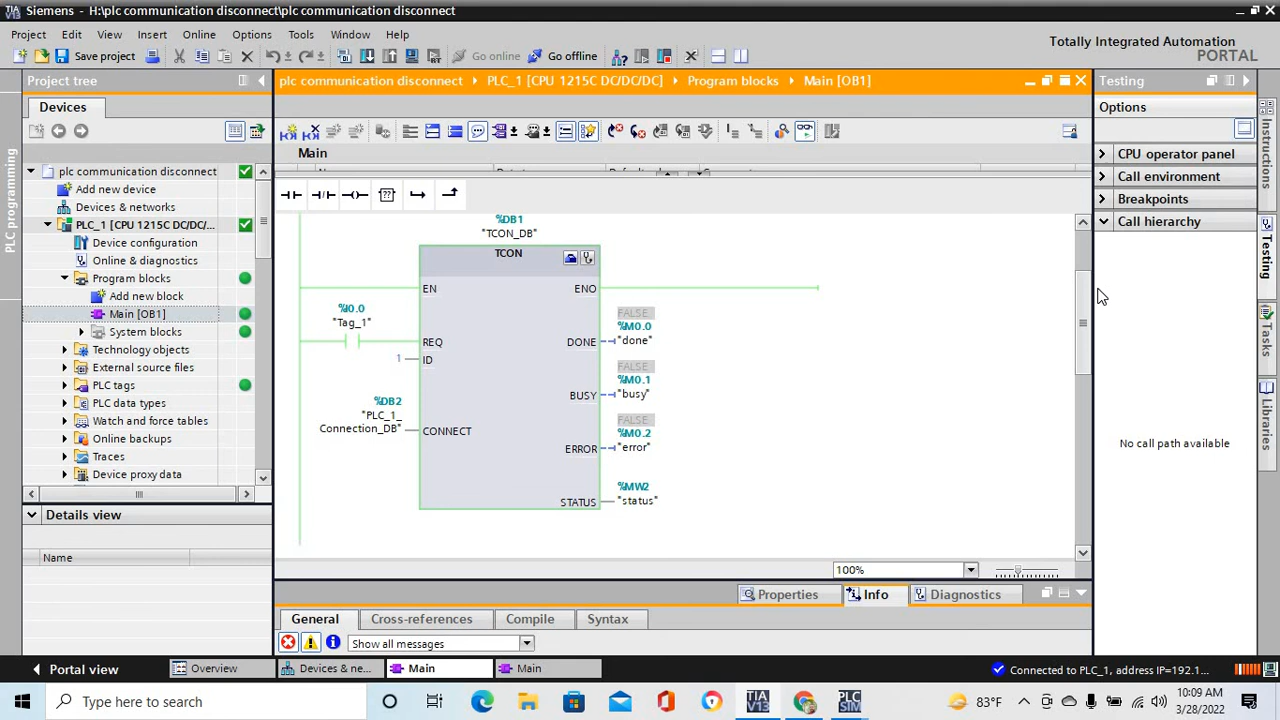 TIA V13 Siemens - H:\plc communication disconnect\plc communication disconnect
Project Edit View Insert Online Options Tools Window Help
Totally Integrated Automation
PORTAL
Save project Go online Go offline
Project tree
plc communication disconnect PLC_1 [CPU 1215C DC/DC/DC] Program blocks Main [OB1]
Testing
Devices
Options
PLC programming
Main
CPU operator panel
Call environment
Breakpoints
Call hierarchy
No call path available
Instructions
Testing
Tasks
Libraries
plc communication disconnect
Add new device
Devices & networks
PLC_1 [CPU 1215C DC/DC/...
Device configuration
Online & diagnostics
Program blocks
Add new block
Main [OB1]
System blocks
Technology objects
External source files
PLC tags
PLC data types
Watch and force tables
Online backups
Traces
Device proxy data
??
%DB1
"TCON_DB"
TCON
EN
ENO
%I0.0
"Tag_1"
REQ
1
ID
%DB2
"PLC_1_
Connection_DB"
CONNECT
FALSE
%M0.0
DONE
"done"
FALSE
%M0.1
BUSY
"busy"
FALSE
%M0.2
ERROR
"error"
%MW2
STATUS
"status"
100%
Details view
Name
Properties Info Diagnostics
General Cross-references Compile Syntax
Show all messages
Portal view Overview Devices & ne... Main Main
Connected to PLC_1, address IP=192.1...
Type here to search
TIA V13
PLC SIM
83°F
10:09 AM
3/28/2022